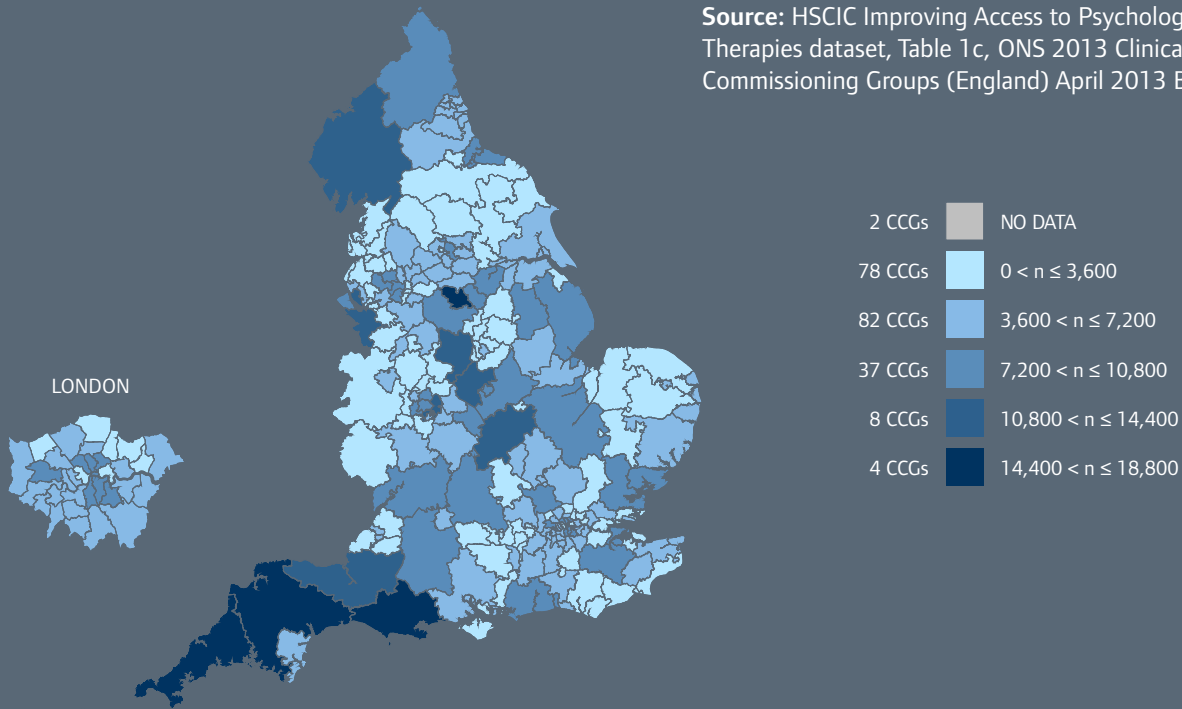 Source: HSCIC Improving Access to Psycholog
Therapies dataset, Table 1c, ONS 2013 Clinica
Commissioning Groups (England) April 2013 B
2 CCGs NO DATA
78 CCGs 0 < n ≤ 3,600
82 CCGs 3,600 < n ≤ 7,200
37 CCGs 7,200 < n ≤ 10,800
8 CCGs 10,800 < n ≤ 14,400
4 CCGs 14,400 < n ≤ 18,800
LONDON